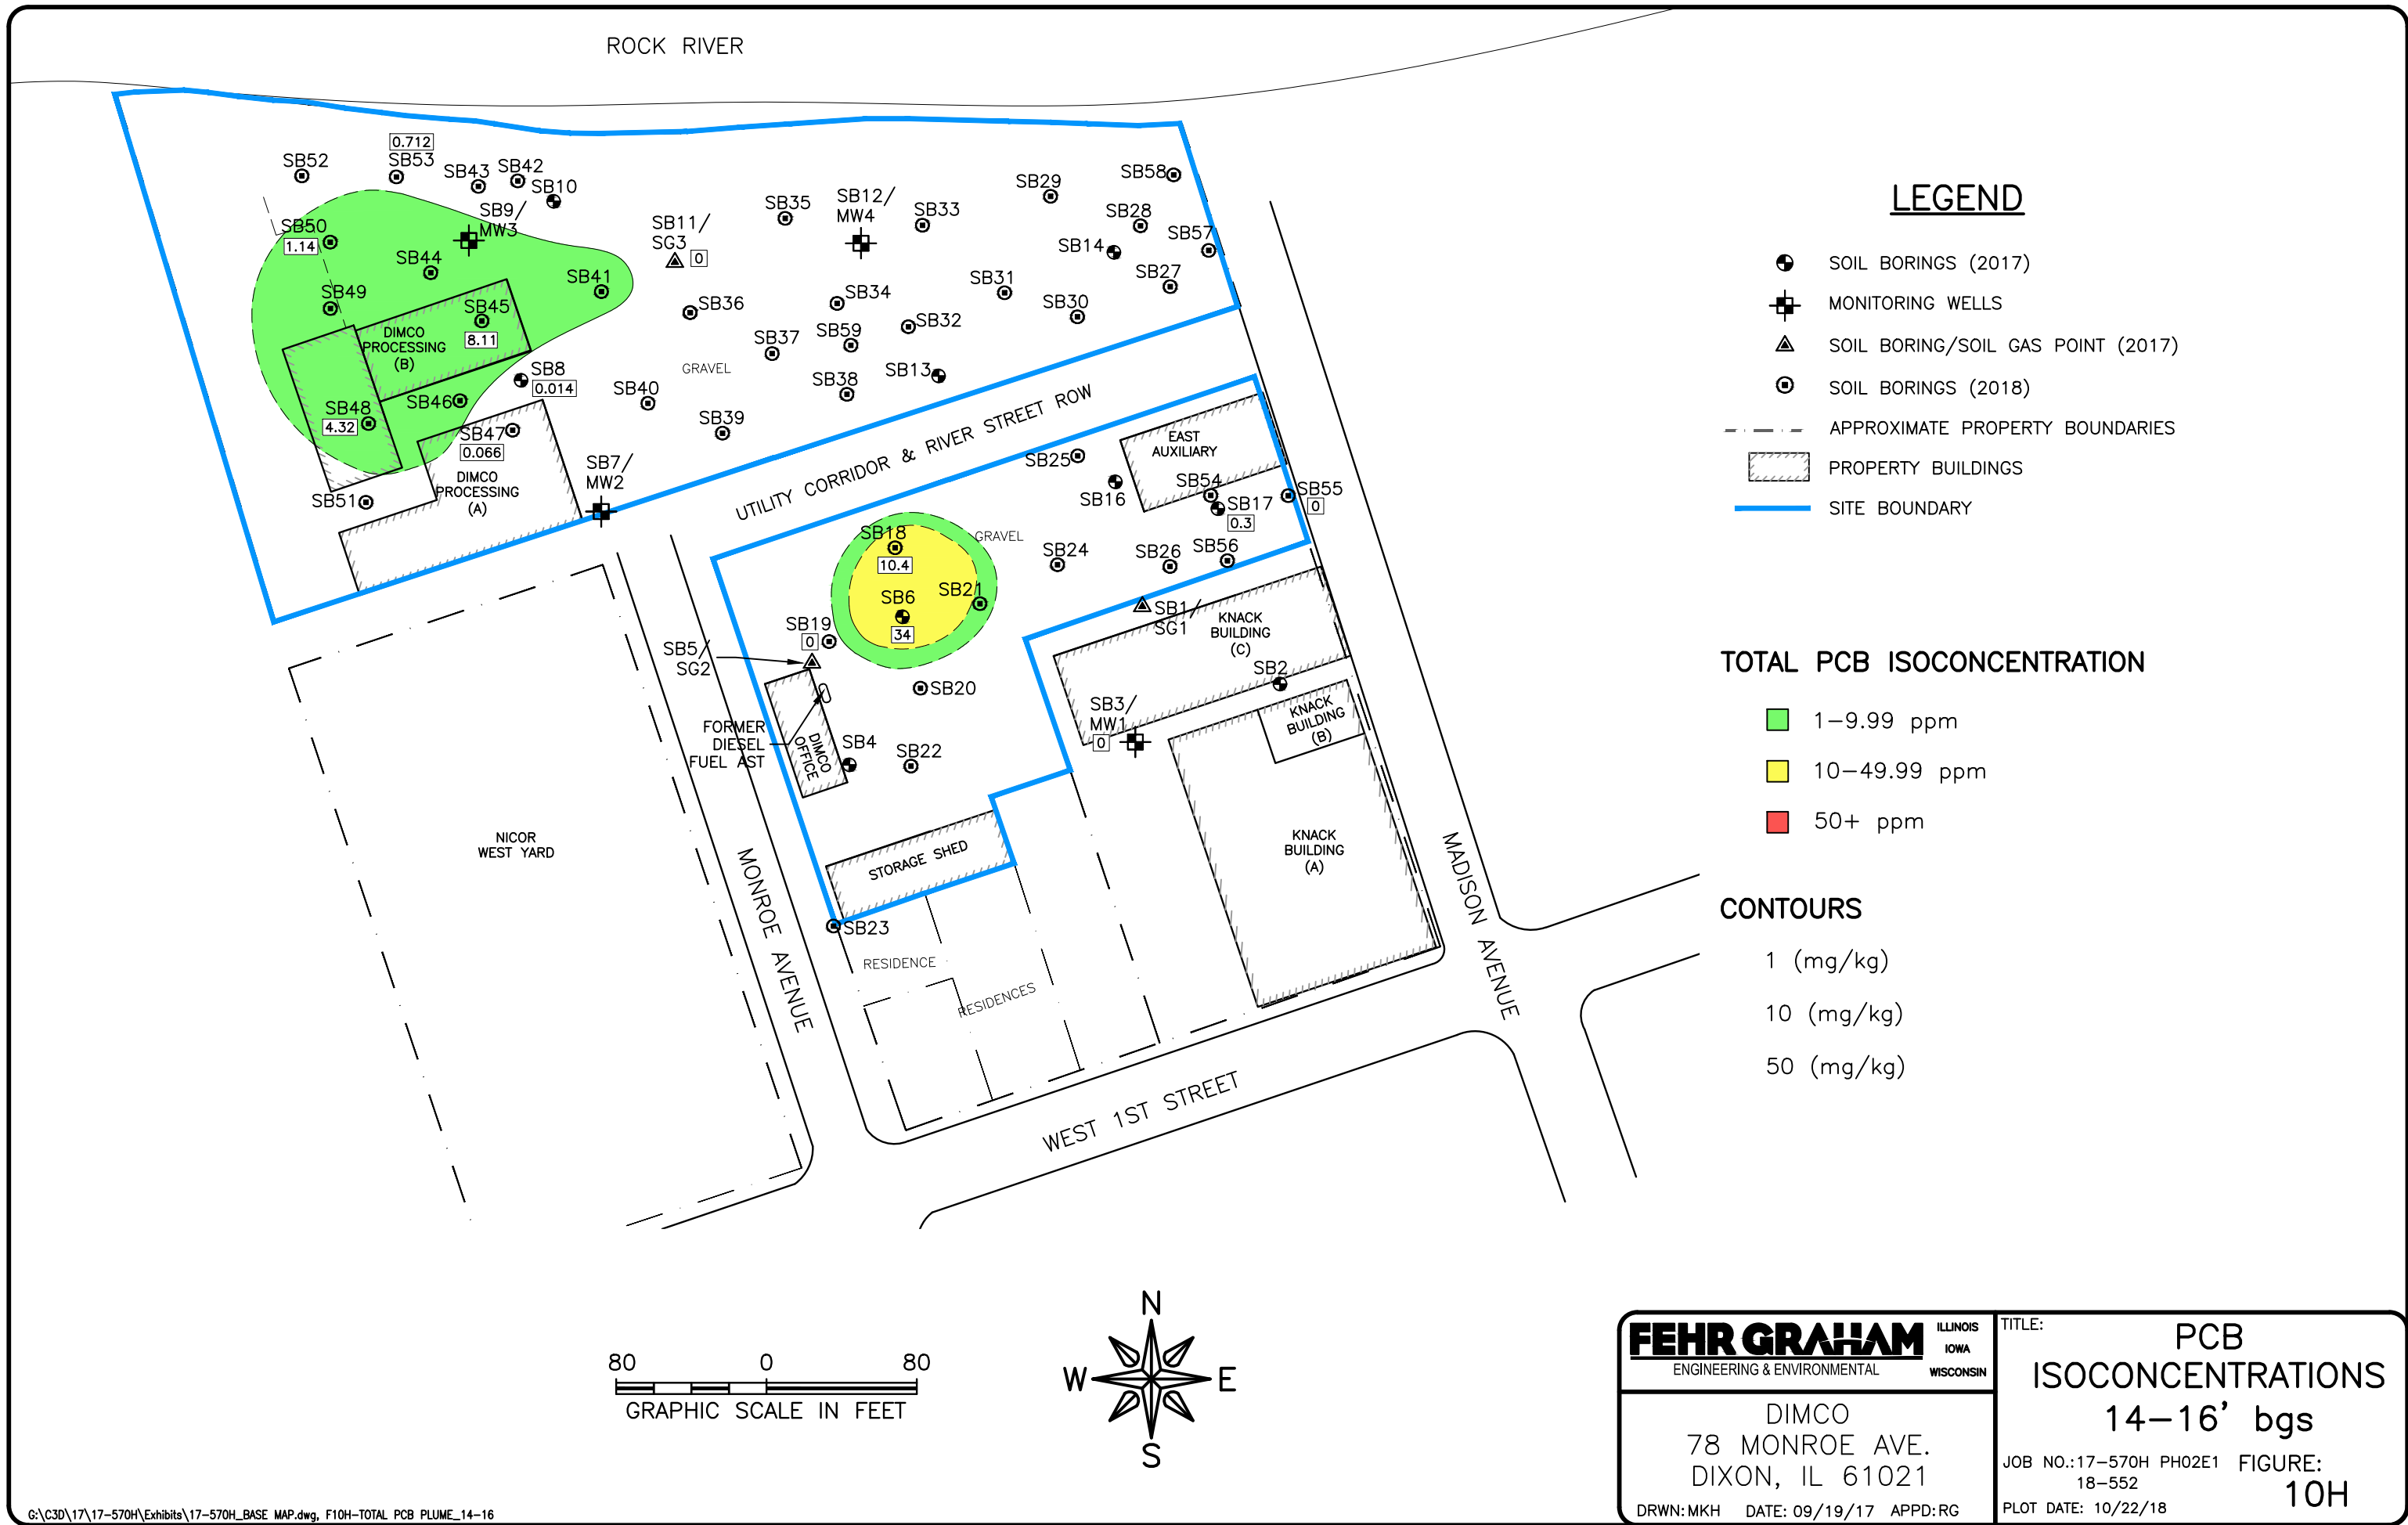 ROCK RIVER
0.712
SB52
SB53
SB43
SB42
SB10
SB9/
MW3
SB50
1.14
SB44
SB41
SB49
SB45
8.11
DIMCO
PROCESSING
(B)
SB8
0.014
SB48
4.32
SB46
SB47
0.066
DIMCO
PROCESSING
(A)
SB51
SB7/
MW2
SB11/
SG3
0
SB35
SB12/
MW4
SB33
SB29
SB58
SB28
SB57
SB14
SB27
SB31
SB30
SB36
SB34
SB32
SB59
SB37
GRAVEL
SB38
SB13
SB40
SB39
UTILITY CORRIDOR & RIVER STREET ROW
EAST
AUXILIARY
SB25
SB16
SB54
SB17
0.3
SB55
0
GRAVEL
SB18
10.4
SB24
SB26
SB56
SB21
SB6
34
SB19
0
SB5/
SG2
SB20
SB1/
SG1
KNACK
BUILDING
(C)
SB2
SB3/
MW1
0
KNACK
BUILDING
(B)
FORMER
DIESEL
FUEL AST
DIMCO
OFFICE
SB4
SB22
STORAGE SHED
KNACK
BUILDING
(A)
NICOR
WEST YARD
SB23
RESIDENCE
RESIDENCES
MONROE AVENUE
MADISON AVENUE
WEST 1ST STREET
LEGEND
SOIL BORINGS (2017)
MONITORING WELLS
SOIL BORING/SOIL GAS POINT (2017)
SOIL BORINGS (2018)
APPROXIMATE PROPERTY BOUNDARIES
PROPERTY BUILDINGS
SITE BOUNDARY
TOTAL PCB ISOCONCENTRATION
1-9.99 ppm
10-49.99 ppm
50+ ppm
CONTOURS
1 (mg/kg)
10 (mg/kg)
50 (mg/kg)
80 0 80
GRAPHIC SCALE IN FEET
N
W E
S
FEHR GRAHAM
ENGINEERING & ENVIRONMENTAL
ILLINOIS
IOWA
WISCONSIN
DIMCO
78 MONROE AVE.
DIXON, IL 61021
DRWN: MKH DATE: 09/19/17 APPD: RG
TITLE:
PCB
ISOCONCENTRATIONS
14-16' bgs
JOB NO.: 17-570H PH02E1
18-552
FIGURE:
10H
PLOT DATE: 10/22/18
G:\C3D\17\17-570H\Exhibits\17-570H_BASE MAP.dwg, F10H-TOTAL PCB PLUME_14-16